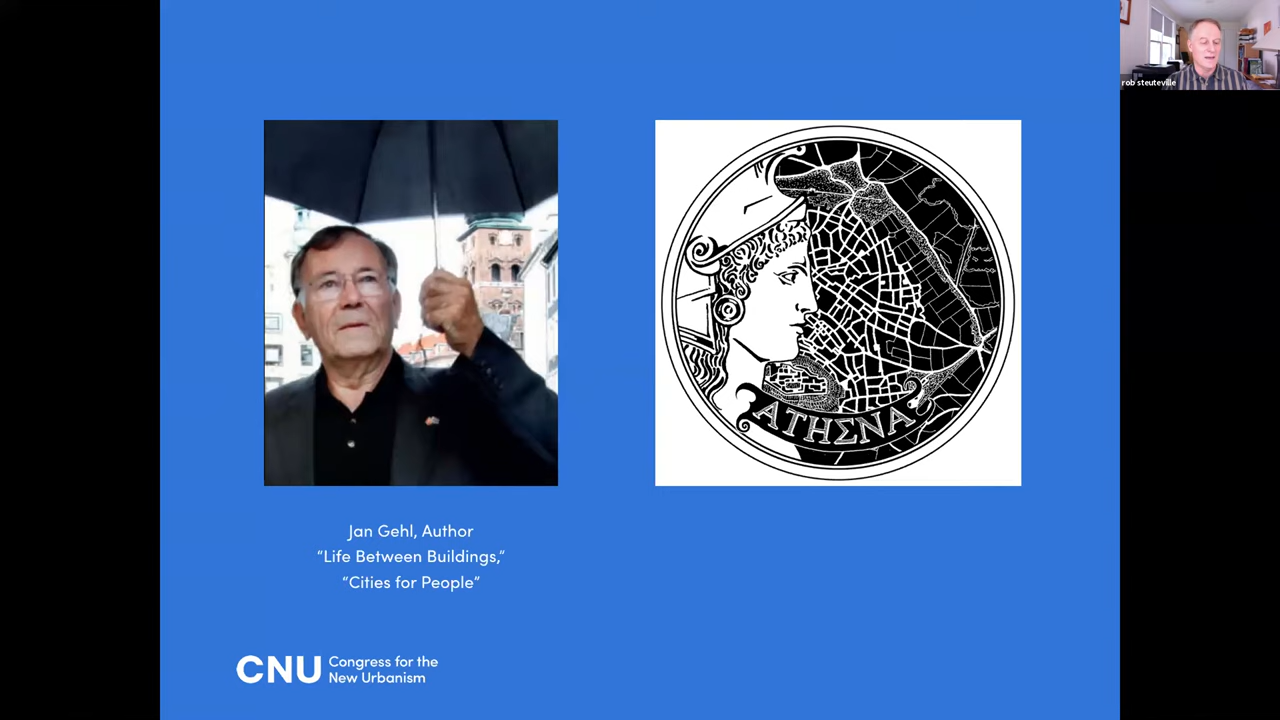 rob steuteville
ATHΣNA
Jan Gehl, Author
“Life Between Buildings,”
“Cities for People”
CNU Congress for the
New Urbanism